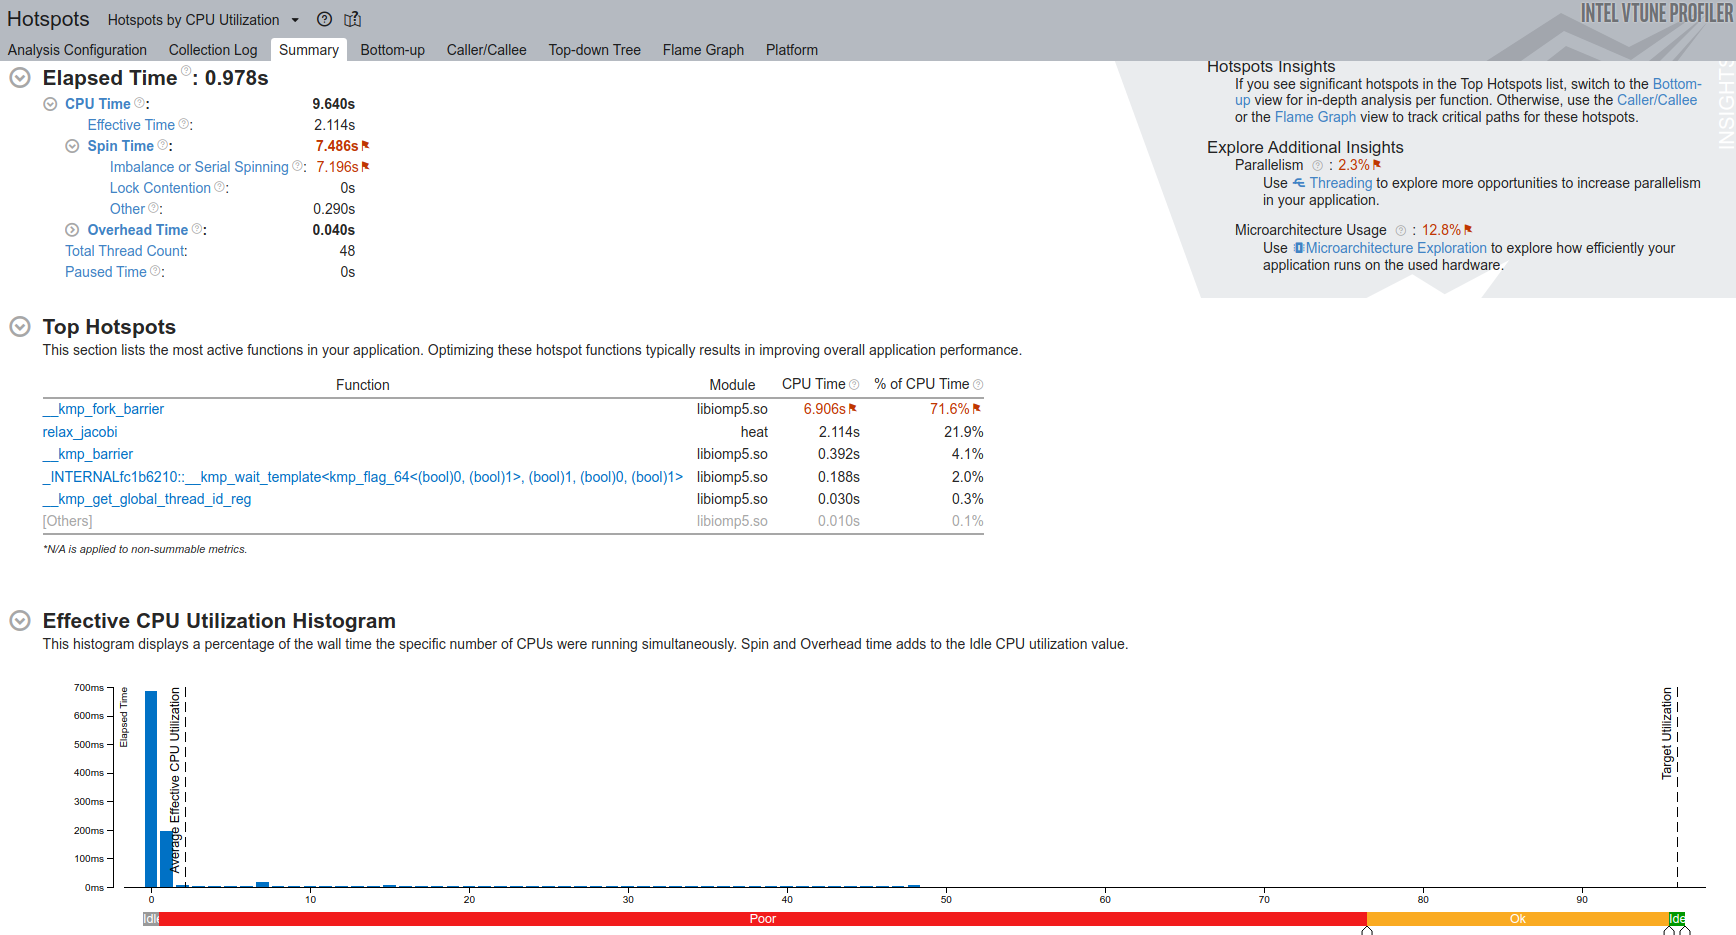 Hotspots Hotspots by CPU Utilization
INTEL VTUNE PROFILER
Analysis Configuration Collection Log Summary Bottom-up Caller/Callee Top-down Tree Flame Graph Platform
Elapsed Time : 0.978s
CPU Time : 9.640s
Effective Time : 2.114s
Spin Time : 7.486s
Imbalance or Serial Spinning : 7.196s
Lock Contention : 0s
Other : 0.290s
Overhead Time : 0.040s
Total Thread Count: 48
Paused Time : 0s
Hotspots Insights
If you see significant hotspots in the Top Hotspots list, switch to the Bottom-
up view for in-depth analysis per function. Otherwise, use the Caller/Callee
or the Flame Graph view to track critical paths for these hotspots.
Explore Additional Insights
Parallelism : 2.3%
Use Threading to explore more opportunities to increase parallelism
in your application.
Microarchitecture Usage : 12.8%
Use Microarchitecture Exploration to explore how efficiently your
application runs on the used hardware.
INSIGHTS
Top Hotspots
This section lists the most active functions in your application. Optimizing these hotspot functions typically results in improving overall application performance.
Function Module CPU Time % of CPU Time
__kmp_fork_barrier libiomp5.so 6.906s 71.6%
relax_jacobi heat 2.114s 21.9%
__kmp_barrier libiomp5.so 0.392s 4.1%
_INTERNALfc1b6210::__kmp_wait_template<kmp_flag_64<(bool)0, (bool)1>, (bool)1, (bool)0, (bool)1> libiomp5.so 0.188s 2.0%
__kmp_get_global_thread_id_reg libiomp5.so 0.030s 0.3%
[Others] libiomp5.so 0.010s 0.1%
*N/A is applied to non-summable metrics.
Effective CPU Utilization Histogram
This histogram displays a percentage of the wall time the specific number of CPUs were running simultaneously. Spin and Overhead time adds to the Idle CPU utilization value.
700ms
600ms
500ms
400ms
300ms
200ms
100ms
0ms
Elapsed Time
Average Effective CPU Utilization
Target Utilization
0 10 20 30 40 50 60 70 80 90
Idle Poor Ok Ide